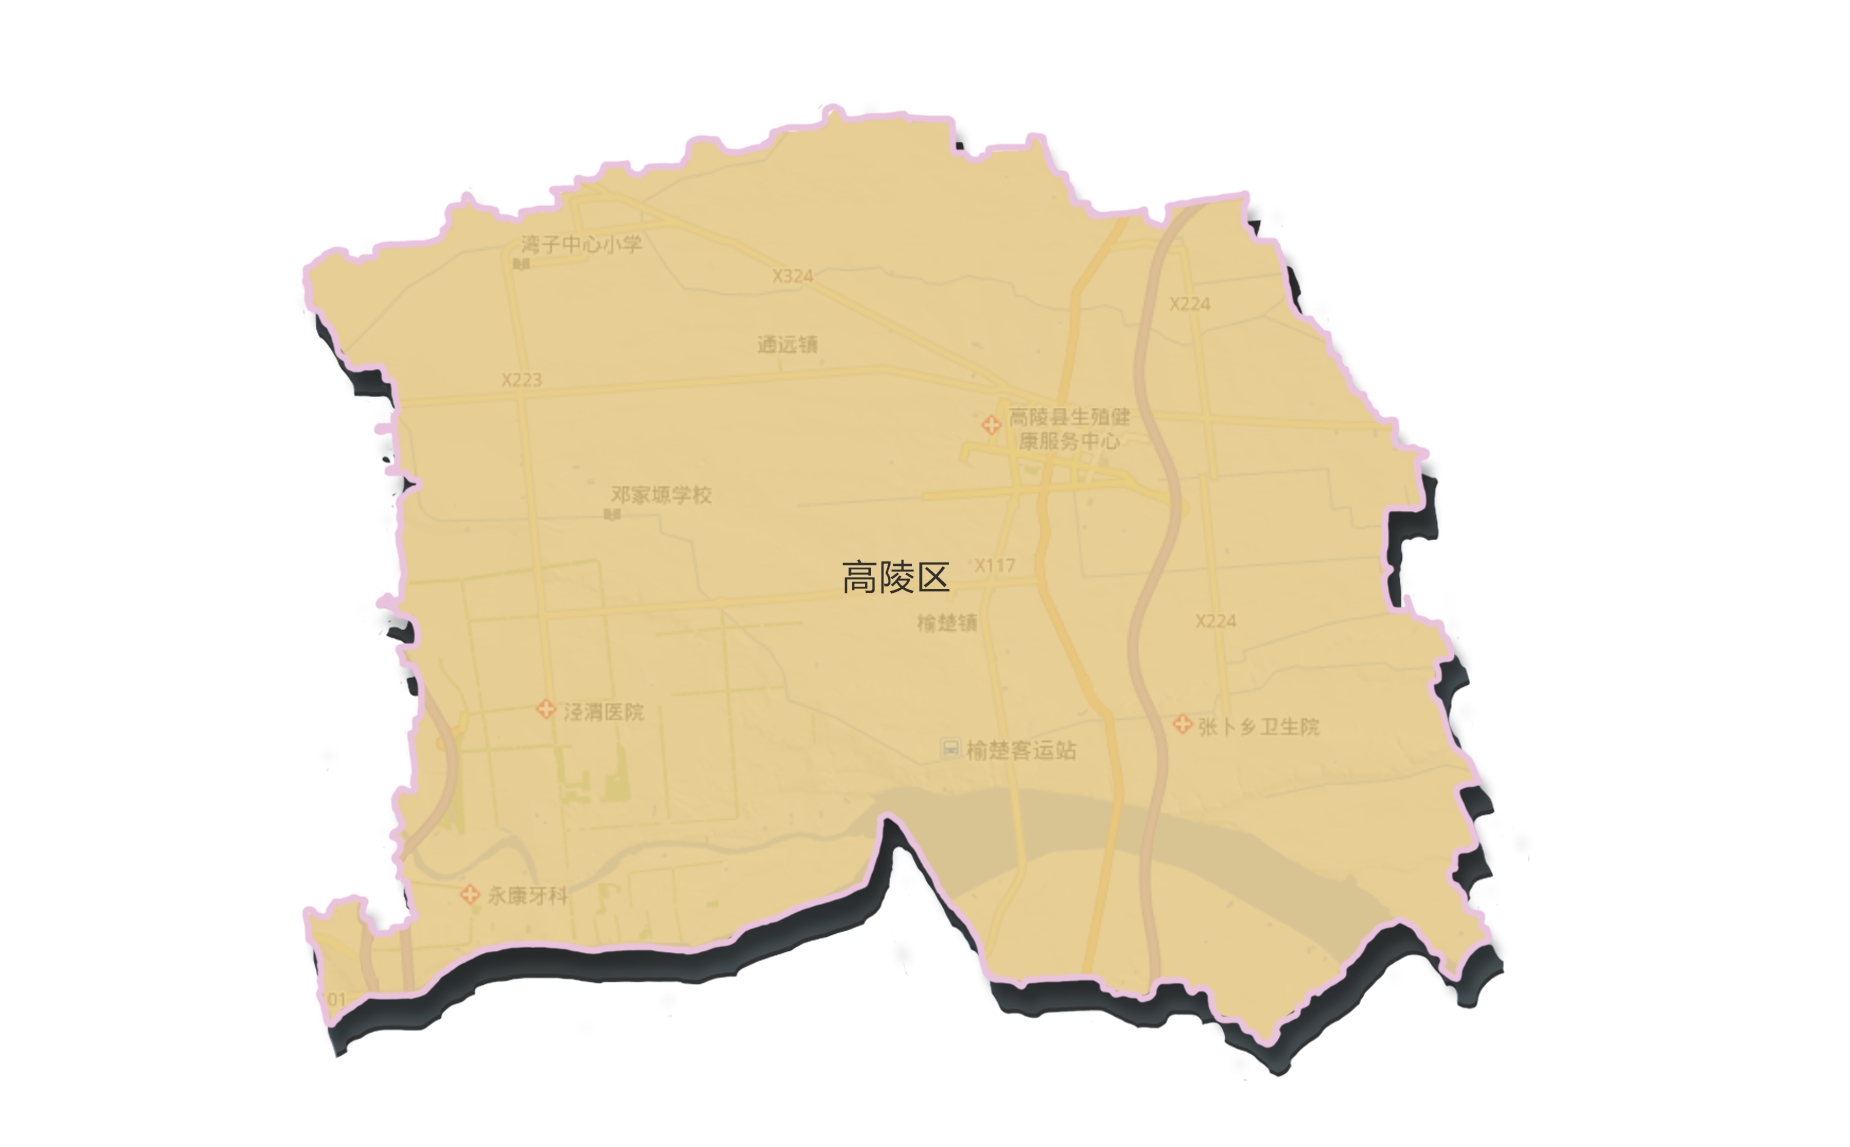 湾子中心小学
X324
X224
通远镇
X223
高陵县生殖健
康服务中心
邓家塬学校
高陵区
X117
榆楚镇
X224
泾渭医院
张卜乡卫生院
榆楚客运站
永康牙科
01